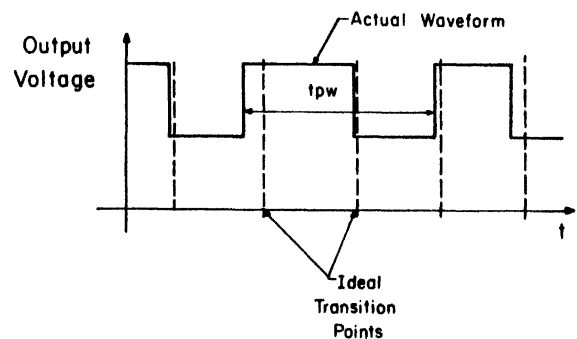 Actual Waveform
Output
Voltage
tpw
t
Ideal
Transition
Points